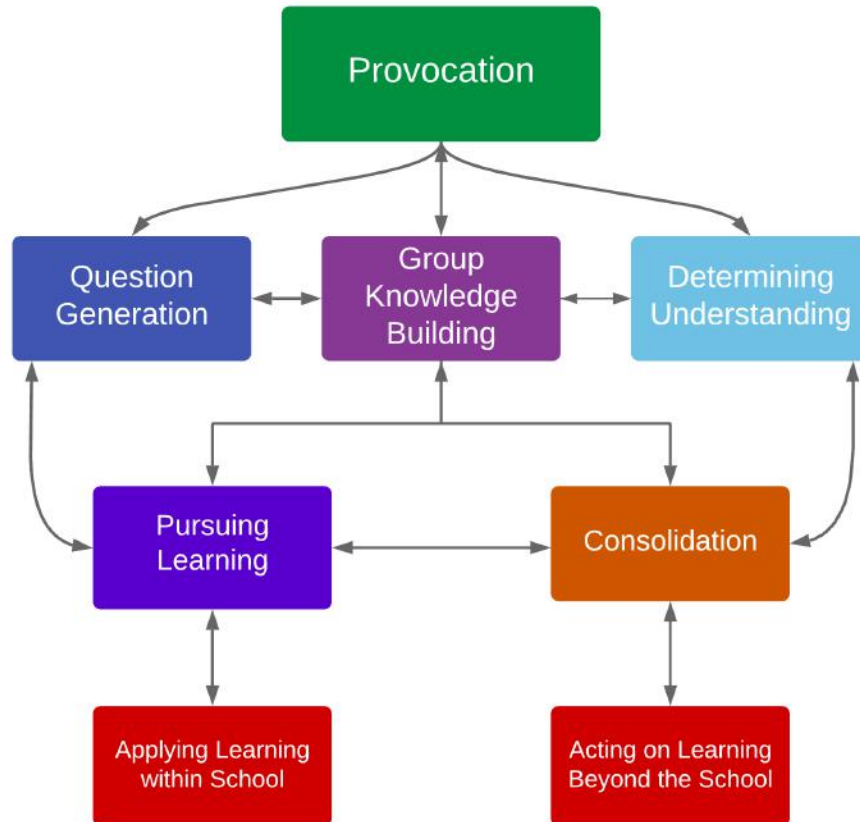 Provocation
Question
Generation
Group
Knowledge
Building
Determining
Understanding
Pursuing
Learning
Consolidation
Applying Learning
within School
Acting on Learning
Beyond the School